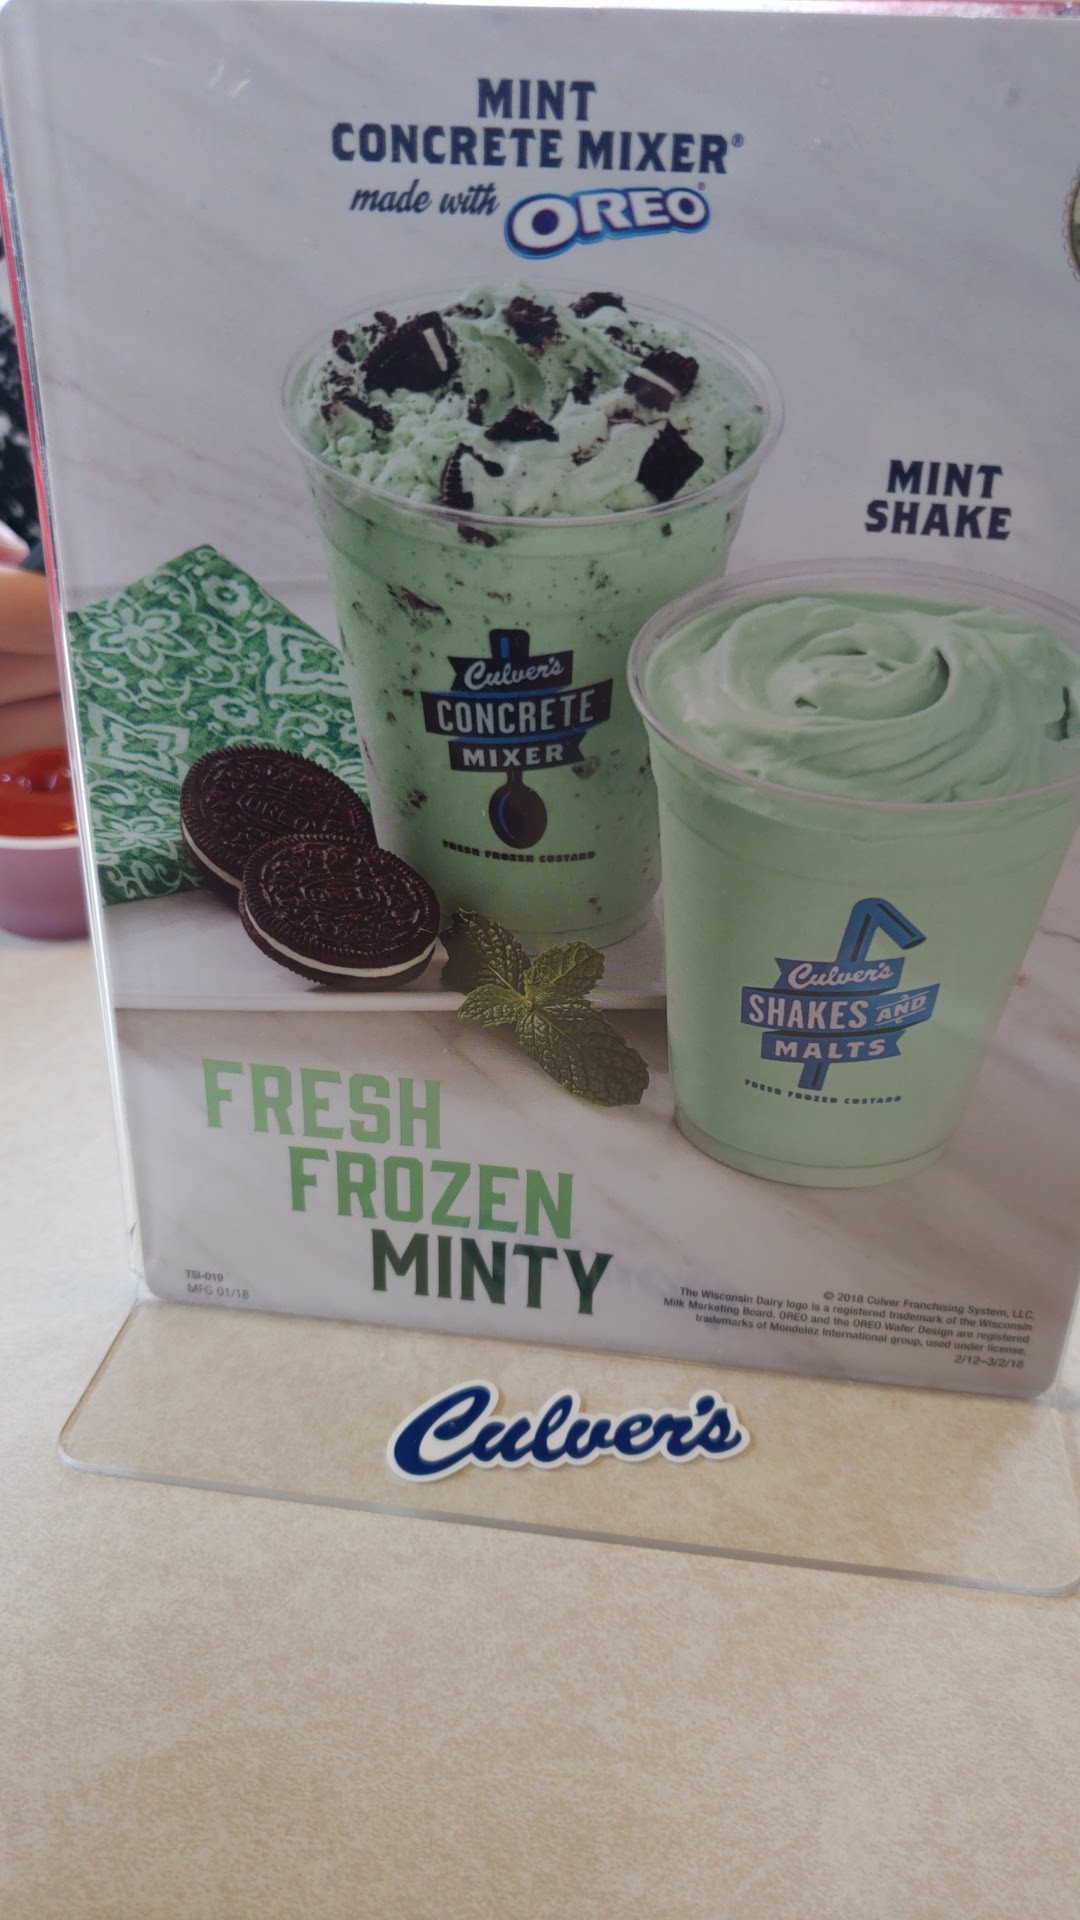 MINT
CONCRETE MIXER®
made with OREO®
MINT
SHAKE
Culver's
CONCRETE
MIXER
FRESH FROZEN CUSTARD
OREO
Culver's
SHAKES AND
MALTS
FRESH FROZEN CUSTARD
FRESH
FROZEN
MINTY
TSI-019
MFG 01/18
© 2018 Culver Franchising System, LLC.
The Wisconsin Dairy logo is a registered trademark of the Wisconsin
Milk Marketing Board. OREO and the OREO Wafer Design are registered
trademarks of Mondelēz International group, used under license.
2/12–3/2/18
Culver's